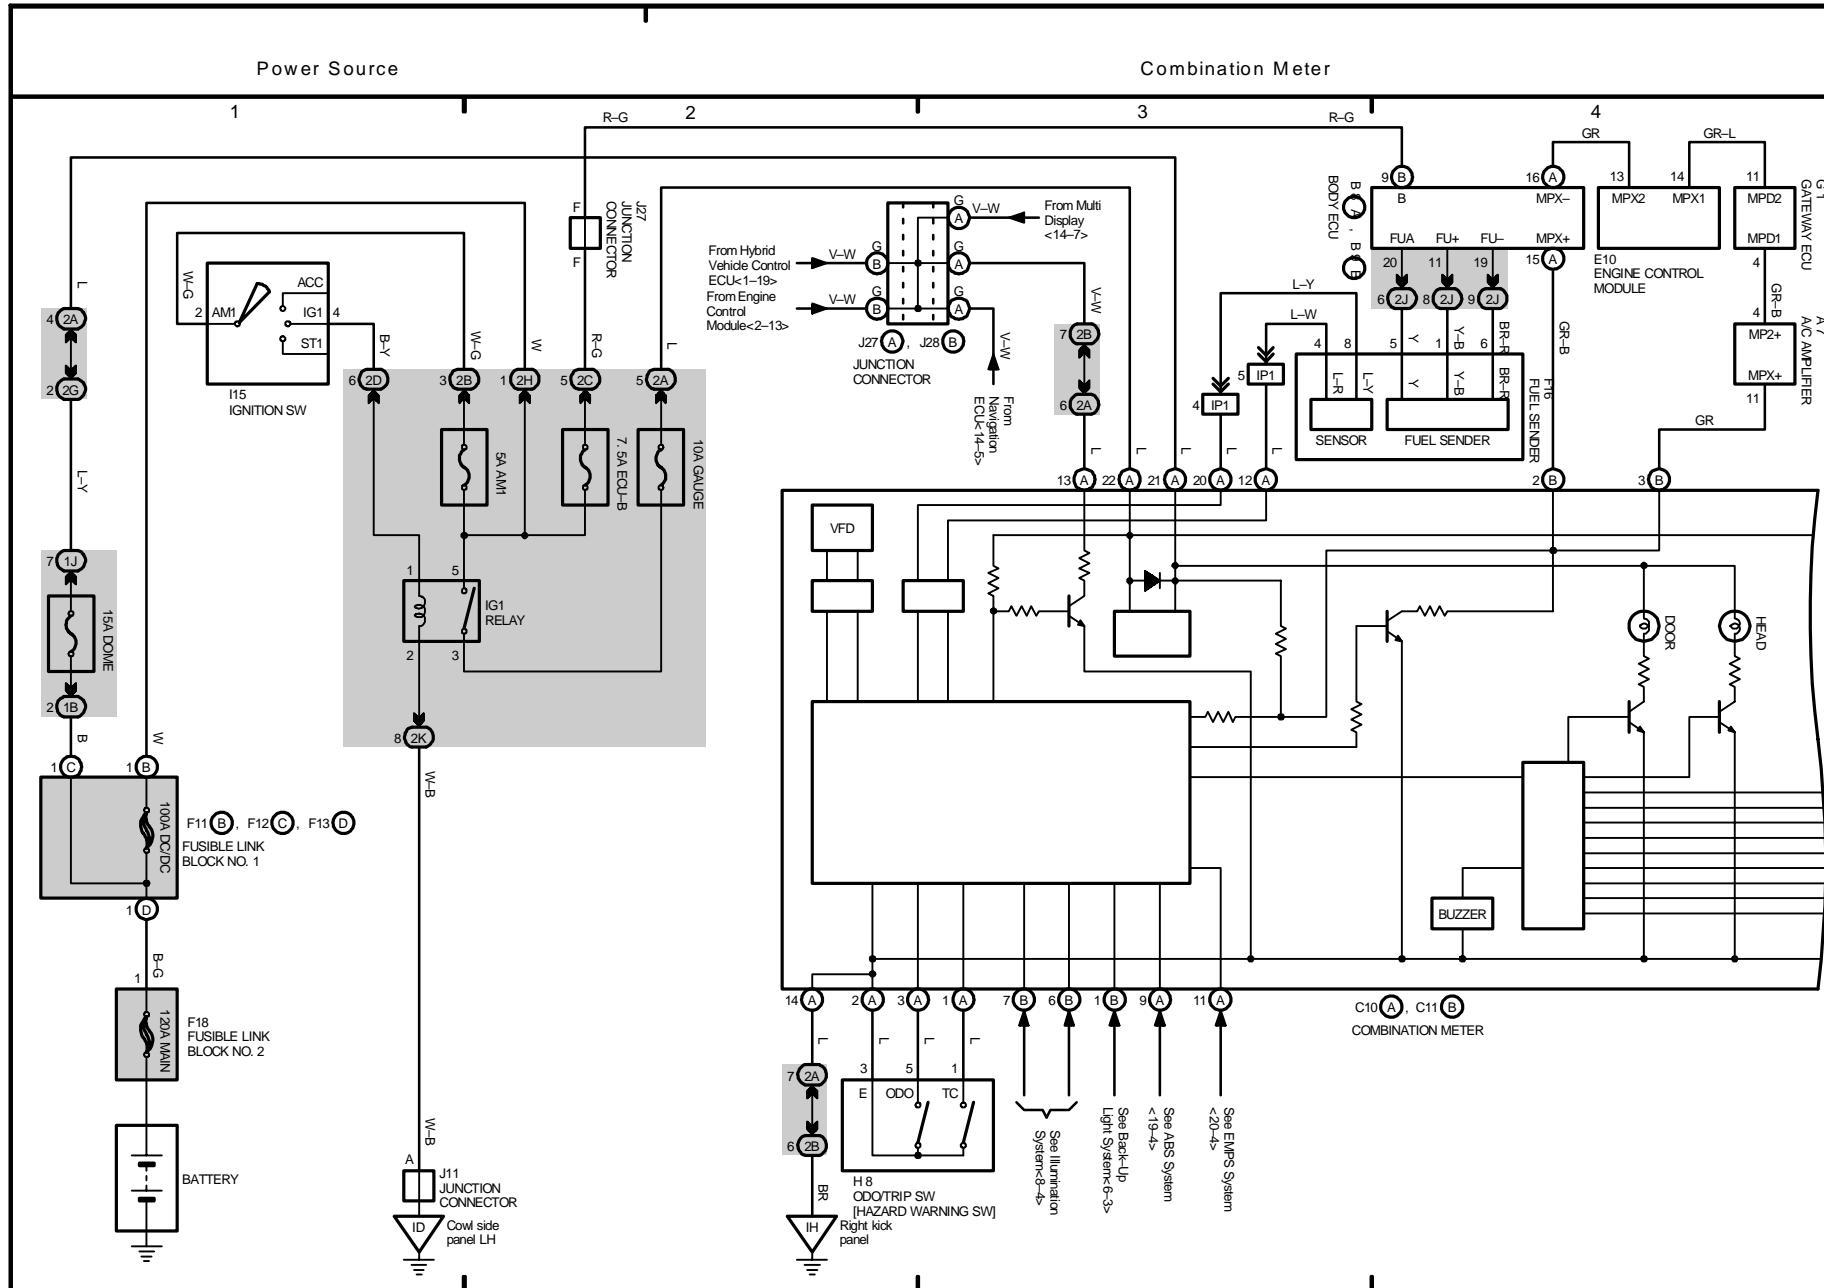 Power Source
Combination Meter
1
2
3
4
R–G
R–G
GR
GR–L
9 B
16 A
13
14
11
B
MPX–
MPX2
MPX1
MPD2
FUA
FU+
FU–
MPX+
MPD1
BODY ECU
GATEWAY ECU
E10
ENGINE CONTROL
MODULE
20
11
19
15 A
4
6 2J
8 2J
9 2J
GR–B
4
MP2+
MPX+
11
A/C AMPLIFIER
GR
J27
JUNCTION
CONNECTOR
F
F
G
A
V–W
From Multi
Display
<14–7>
From Hybrid
Vehicle Control
ECU<1–19>
V–W
G
B
G
A
From Engine
Control
Module<2–13>
V–W
G
B
G
A
J27 A , J28 B
JUNCTION
CONNECTOR
V–W
From
Navigation
ECU<14–5>
V–W
7 2B
6 2A
L
L–Y
L–W
5 IP1
4 IP1
4
8
5
1
6
Y
Y–B
BR–R
L–R
L–Y
Y
Y–B
BR–R
SENSOR
FUEL SENDER
F16
FUEL SENDER
GR–B
L
L
13 A
22 A
21 A
20 A
12 A
2 B
3 B
L
4 2A
2 2G
L–Y
7 1J
15A DOME
2 1B
B
W
1 C
1 B
100A DC/DC
F11 B , F12 C , F13 D
FUSIBLE LINK
BLOCK NO. 1
1 D
B–G
1
120A MAIN
F18
FUSIBLE LINK
BLOCK NO. 2
BATTERY
W–G
2
AM1
ACC
IG1
ST1
4
I15
IGNITION SW
B–Y
W–G
W
R–G
L
6 2D
3 2B
1 2H
5 2C
5 2A
5A AM1
7. 5A ECU–B
10A GAUGE
1
5
IG1
RELAY
2
3
8 2K
W–B
W–B
A
J11
JUNCTION
CONNECTOR
ID
Cowl side
panel LH
VFD
DOOR
HEAD
BUZZER
14 A
2 A
3 A
1 A
7 B
6 B
1 B
9 A
11 A
C10 A , C11 B
COMBINATION METER
L
L
L
L
7 2A
6 2B
BR
IH
Right kick
panel
3
5
1
E
ODO
TC
H 8
ODO/TRIP SW
[HAZARD WARNING SW]
See Illumination
System<8–4>
See Back–Up
Light System<6–3>
See ABS System
<19–4>
See EMPS System
<20–4>